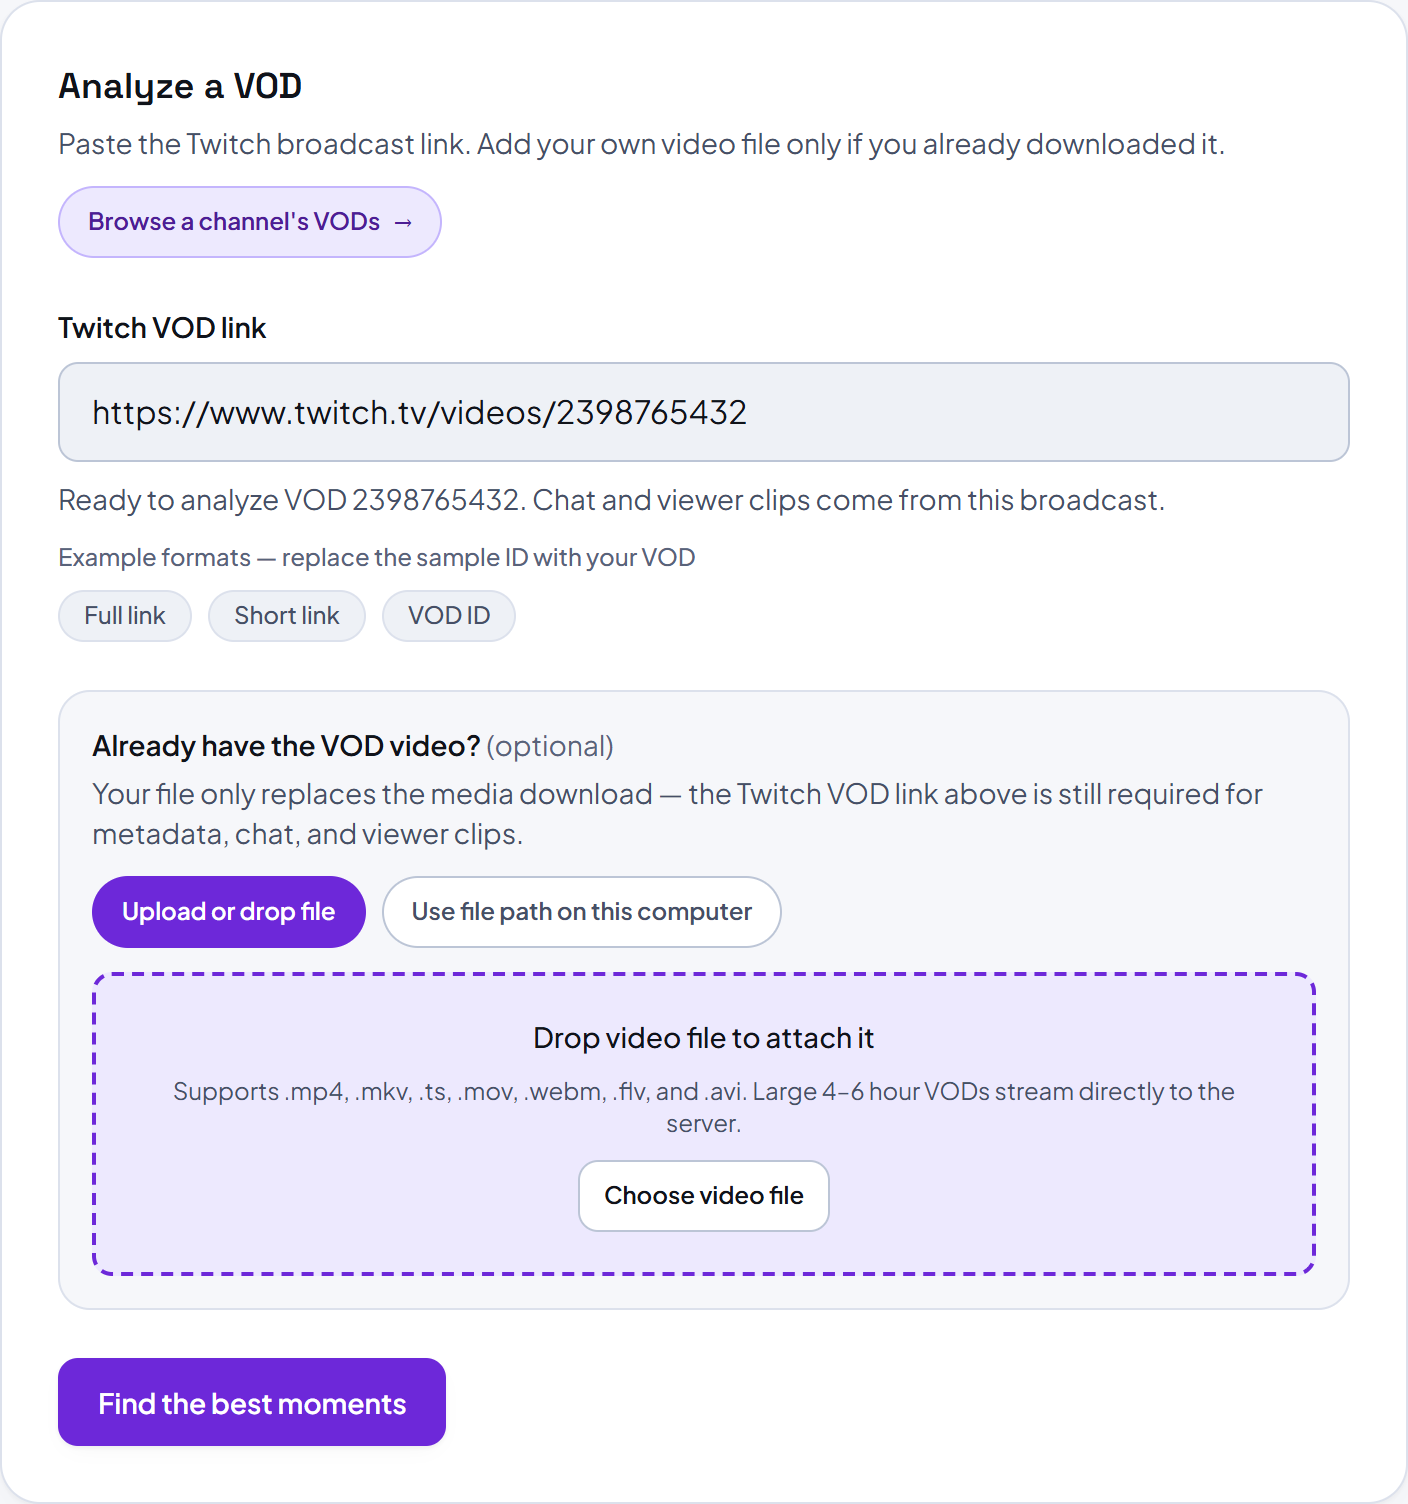 Analyze a VOD
Paste the Twitch broadcast link. Add your own video file only if you already downloaded it.
Browse a channel's VODs →
Twitch VOD link
https://www.twitch.tv/videos/2398765432
Ready to analyze VOD 2398765432. Chat and viewer clips come from this broadcast.
Example formats — replace the sample ID with your VOD
Full link
Short link
VOD ID
Already have the VOD video? (optional)
Your file only replaces the media download — the Twitch VOD link above is still required for
metadata, chat, and viewer clips.
Upload or drop file
Use file path on this computer
Drop video file to attach it
Supports .mp4, .mkv, .ts, .mov, .webm, .flv, and .avi. Large 4–6 hour VODs stream directly to the
server.
Choose video file
Find the best moments